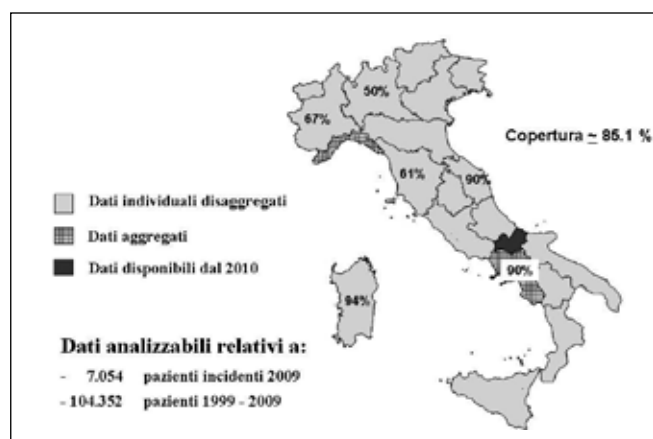 50%
67%
Copertura ~ 85.1 %
61%
90%
Dati individuali disaggregati
Dati aggregati
Dati disponibili dal 2010
90%
94%
Dati analizzabili relativi a:
- 7.054 pazienti incidenti 2009
- 104.352 pazienti 1999 - 2009